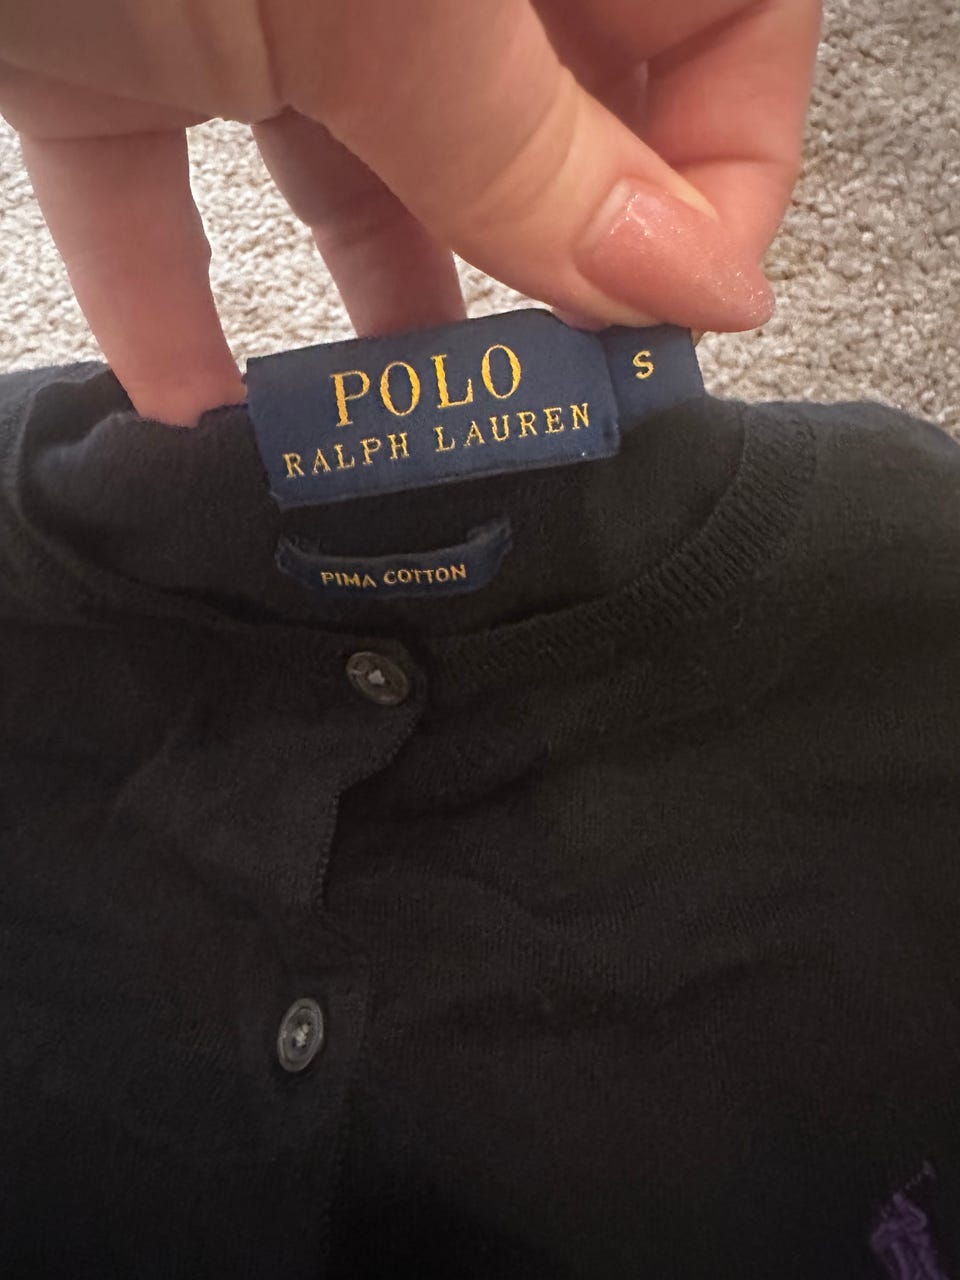 POLO
RALPH LAUREN
S
PIMA COTTON